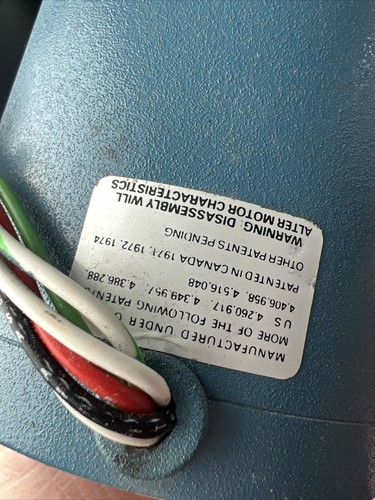 MANUFACTURED UNDER O
MORE OF THE FOLLOWING PATENTS
U S 4.260.917. 4.349.957. 4.386.288.
4.406.958. 4.516.048
PATENTED IN CANADA 1971. 1972. 1974
OTHER PATENTS PENDING
WARNING: DISASSEMBLY WILL
ALTER MOTOR CHARACTERISTICS